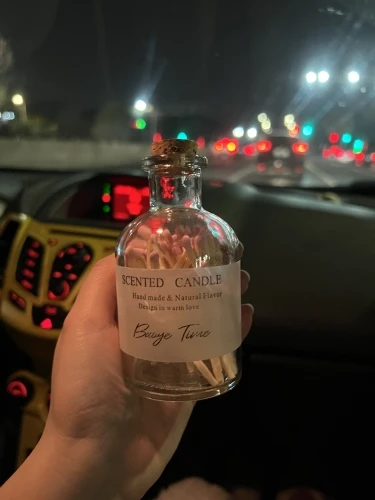 SCENTED CANDLE
Hand made & Natural Flavor
Design in warm love
Bauge Time